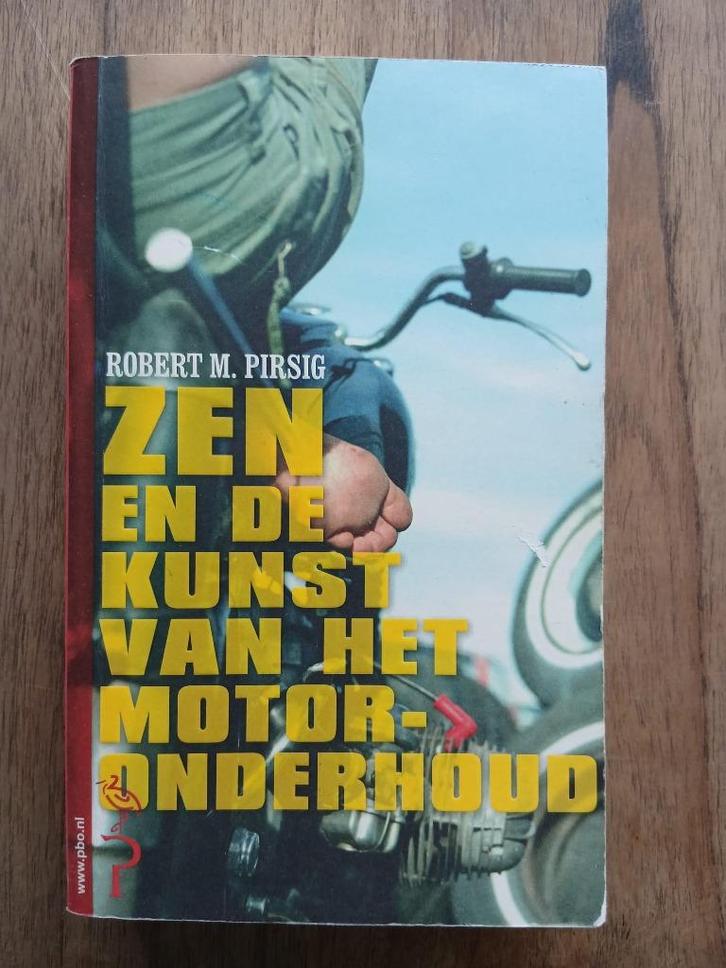 ROBERT M. PIRSIG
ZEN
EN DE
KUNST
VAN HET
MOTOR-
ONDERHOUD
www.pbo.nl